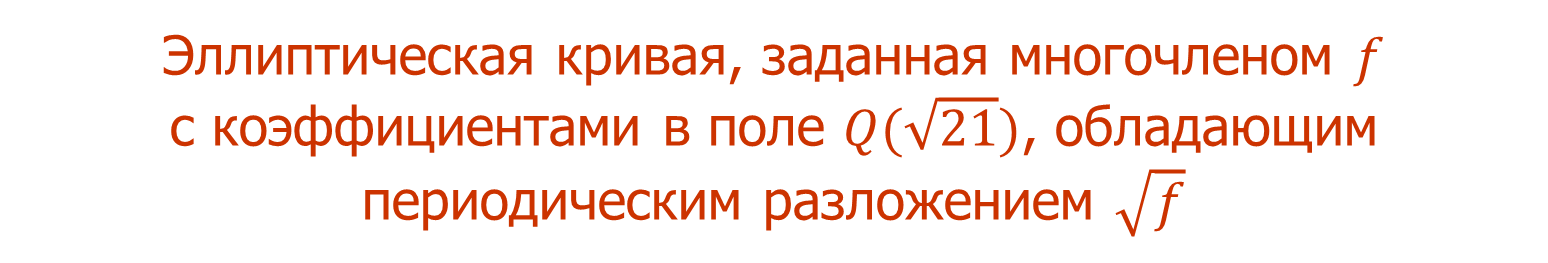 Эллиптическая кривая, заданная многочленом 𝑓
с коэффициентами в поле 𝑄(√21), обладающим
периодическим разложением √𝑓